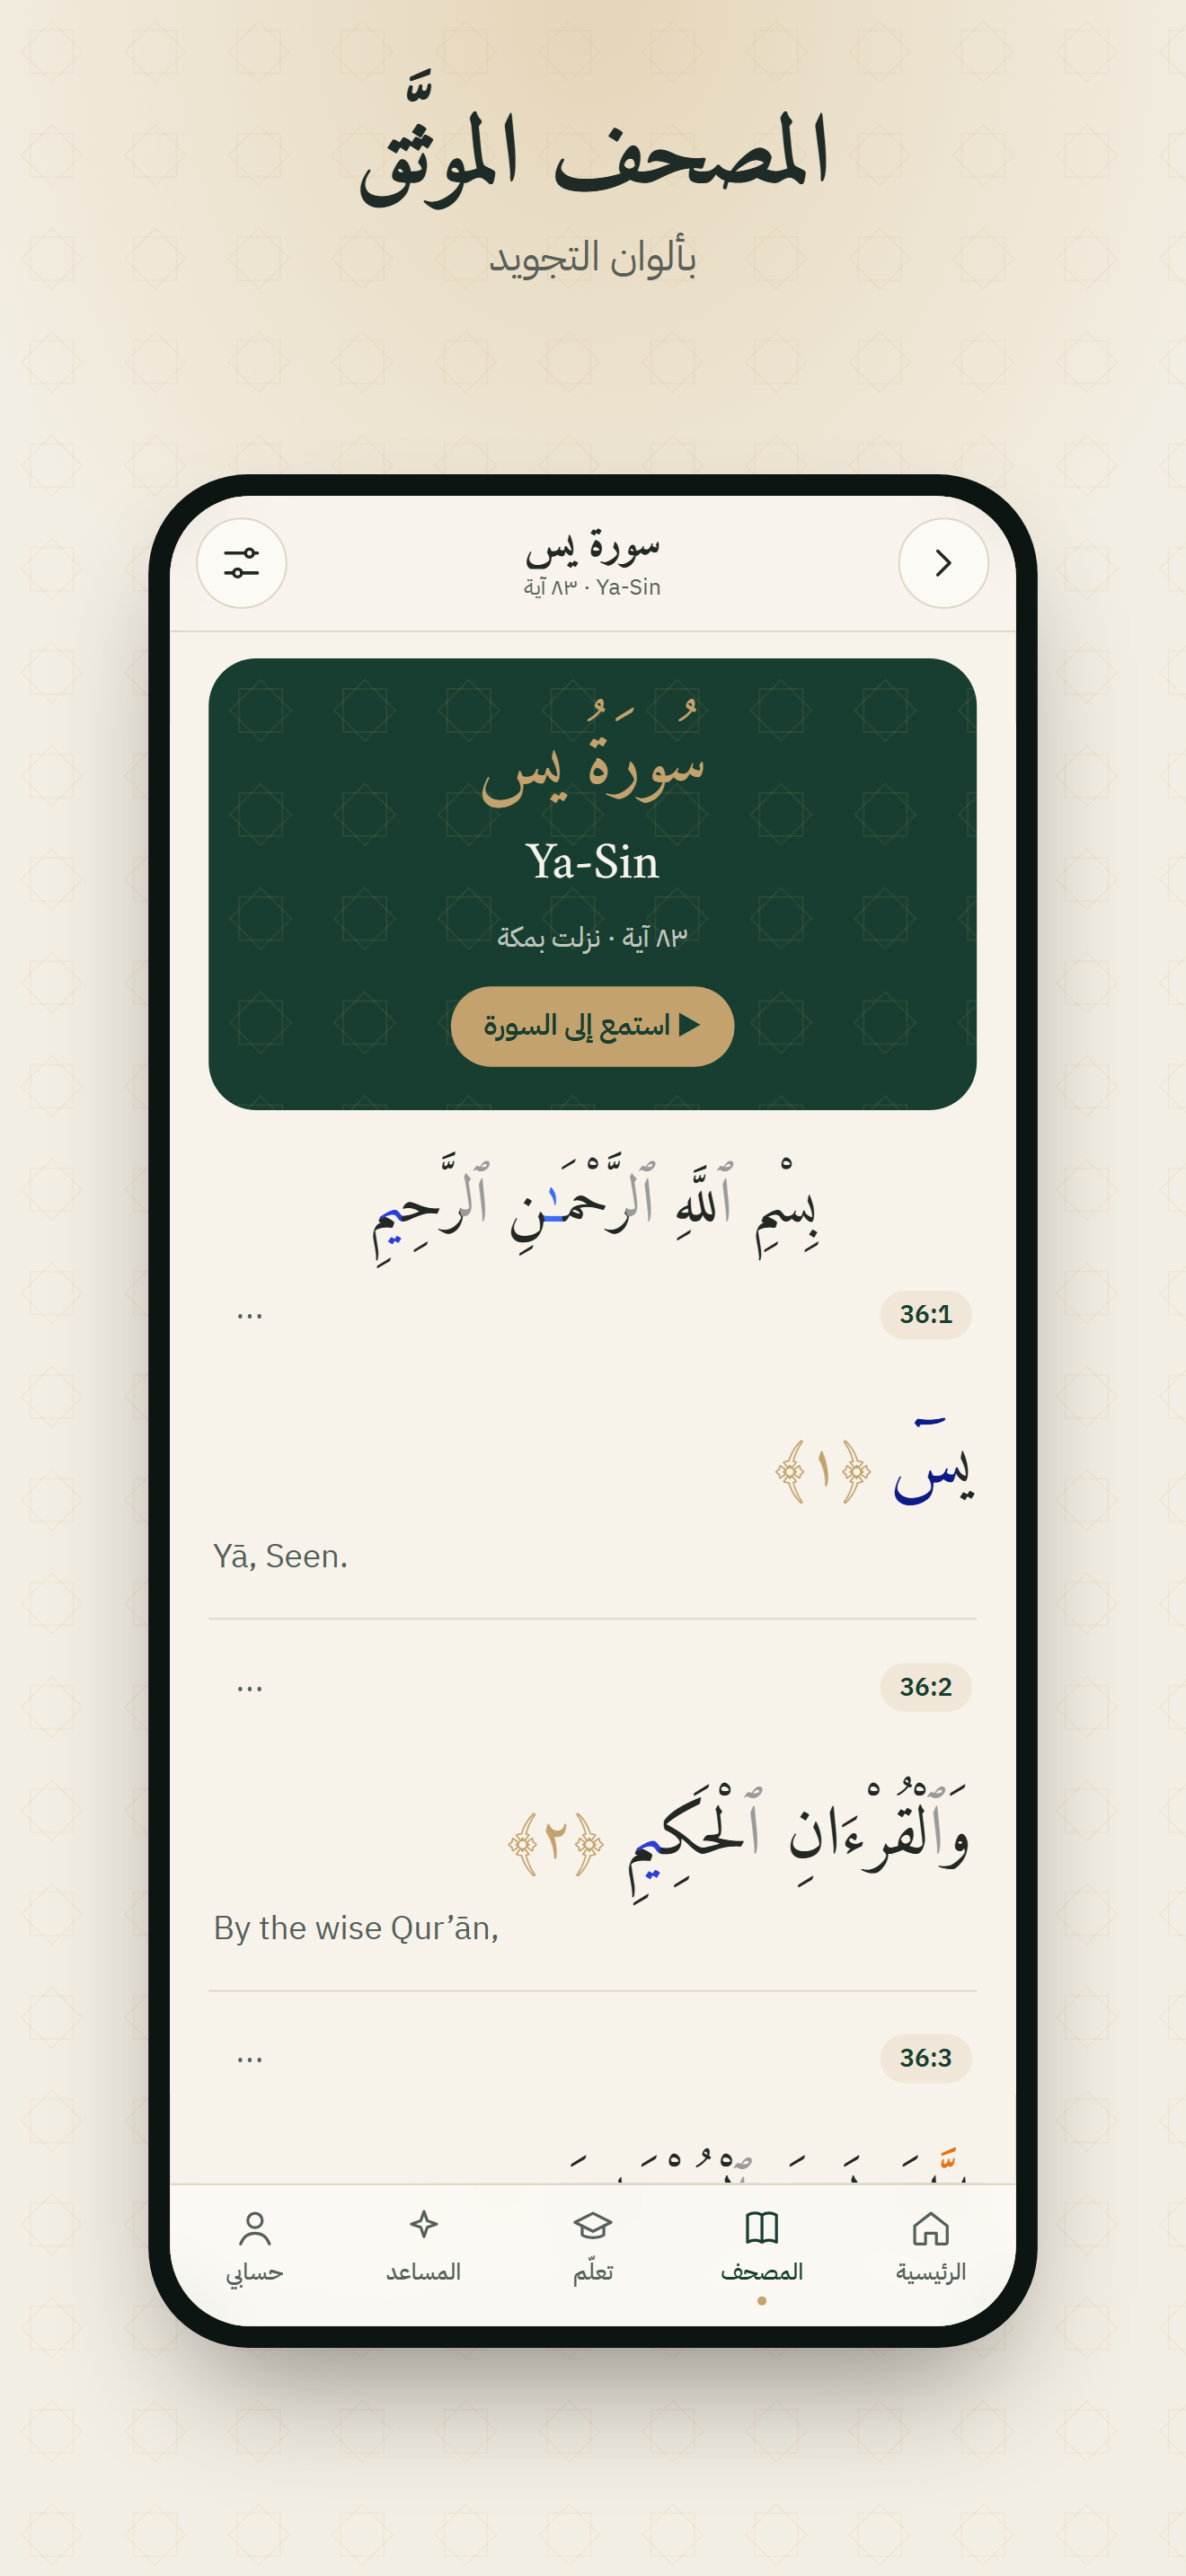 المصحف الموثَّق
بألوان التجويد
سورة يس
Ya-Sin · ٨٣ آية
سُورَةُ يس
Ya-Sin
٨٣ آية · نزلت بمكة
▶ استمع إلى السورة
بِسْمِ ٱللَّهِ ٱلرَّحْمَـٰنِ ٱلرَّحِيمِ
36:1 ...
يسٓ ﴿١﴾
Yā, Seen.
36:2 ...
وَٱلْقُرْءَانِ ٱلْحَكِيمِ ﴿٢﴾
By the wise Qur’ān,
36:3 ...
الرئيسية
المصحف
تعلّم
المساعد
حسابي